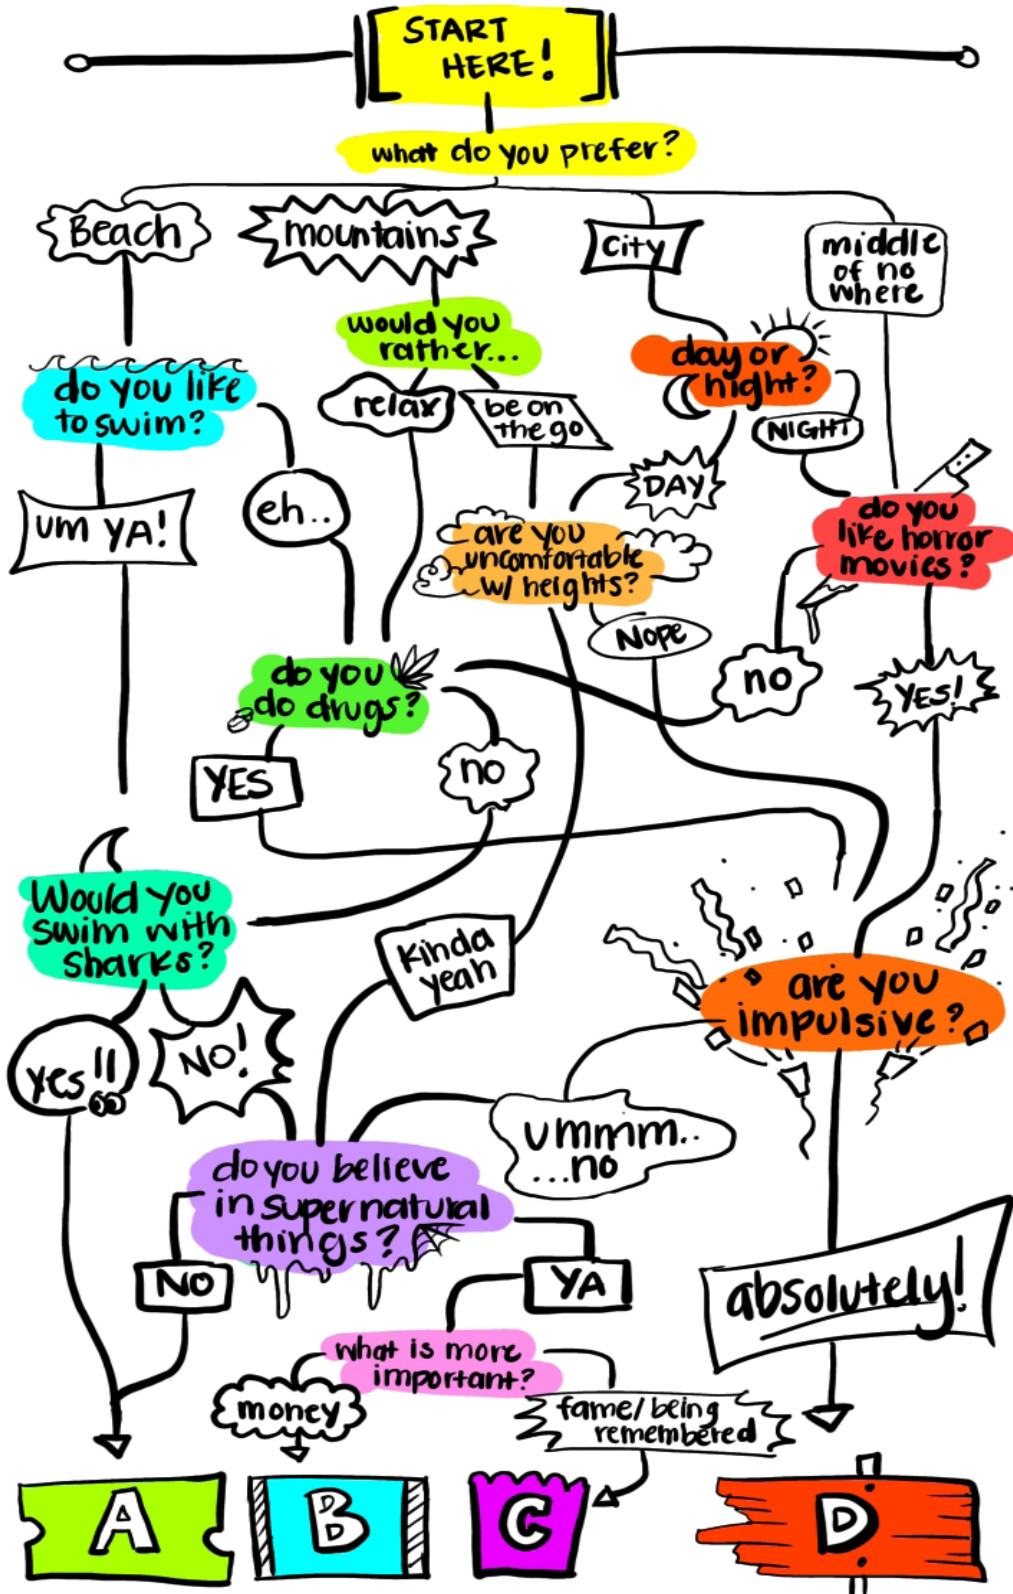 START
HERE!
what do you prefer?
Beach
mountains
city
middle
of no
where
would you
rather...
day or
night?
do you like
to swim?
relax
be on
the go
NIGHT
DAY
um YA!
eh..
are you
uncomfortable
w/ heights?
do you
like horror
movies?
Nope
no
YES!
do you
do drugs?
YES
no
Would you
swim with
sharks?
kinda
yeah
are you
impulsive?
yes!!
NO!
ummm..
...no
do you believe
in supernatural
things?
NO
YA
absolutely!
what is more
important?
money
fame/being
remembered
A
B
C
D